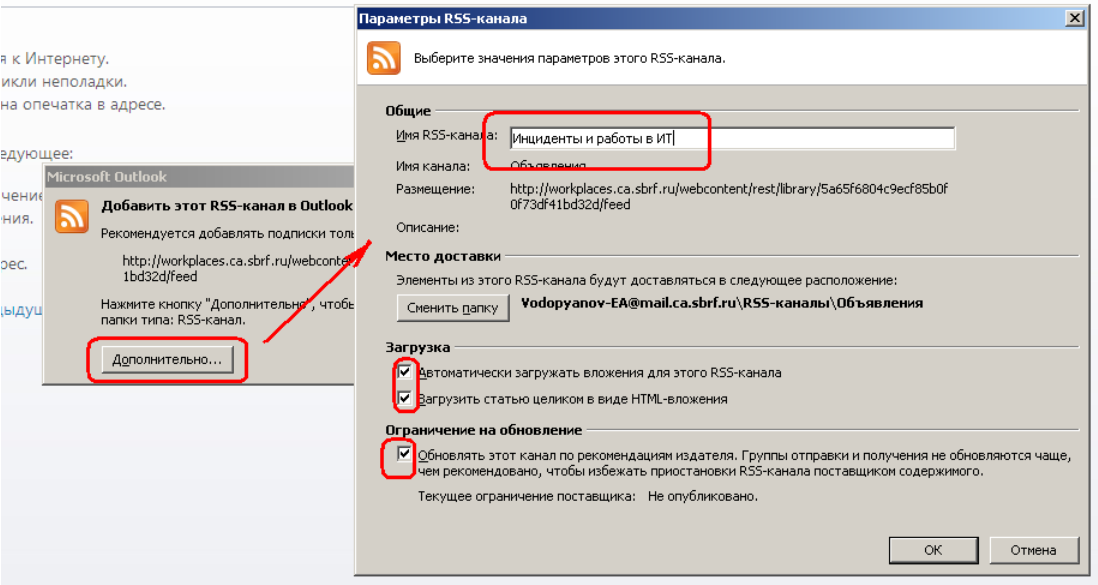 я к Интернету.
икли неполадки.
на опечатка в адресе.
едующее:
чение
ния.
рес.
ыдущ
Microsoft Outlook
Добавить этот RSS-канал в Outlook
Рекомендуется добавлять подписки толь
http://workplaces.ca.sbrf.ru/webconte
1bd32d/feed
Нажмите кнопку "Дополнительно", чтобы
папки типа: RSS-канал.
Дополнительно...
Параметры RSS-канала
Выберите значения параметров этого RSS-канала.
Общие
Имя RSS-канала: Инциденты и работы в ИТ
Имя канала: Объявления
Размещение: http://workplaces.ca.sbrf.ru/webcontent/rest/library/5a65f6804c9ecf85b0f
0f73df41bd32d/feed
Описание:
Место доставки
Элементы из этого RSS-канала будут доставляться в следующее расположение:
Сменить папку Vodopyanov-EA@mail.ca.sbrf.ru\RSS-каналы\Объявления
Загрузка
Автоматически загружать вложения для этого RSS-канала
Загрузить статью целиком в виде HTML-вложения
Ограничение на обновление
Обновлять этот канал по рекомендациям издателя. Группы отправки и получения не обновляются чаще,
чем рекомендовано, чтобы избежать приостановки RSS-канала поставщиком содержимого.
Текущее ограничение поставщика: Не опубликовано.
ОК Отмена